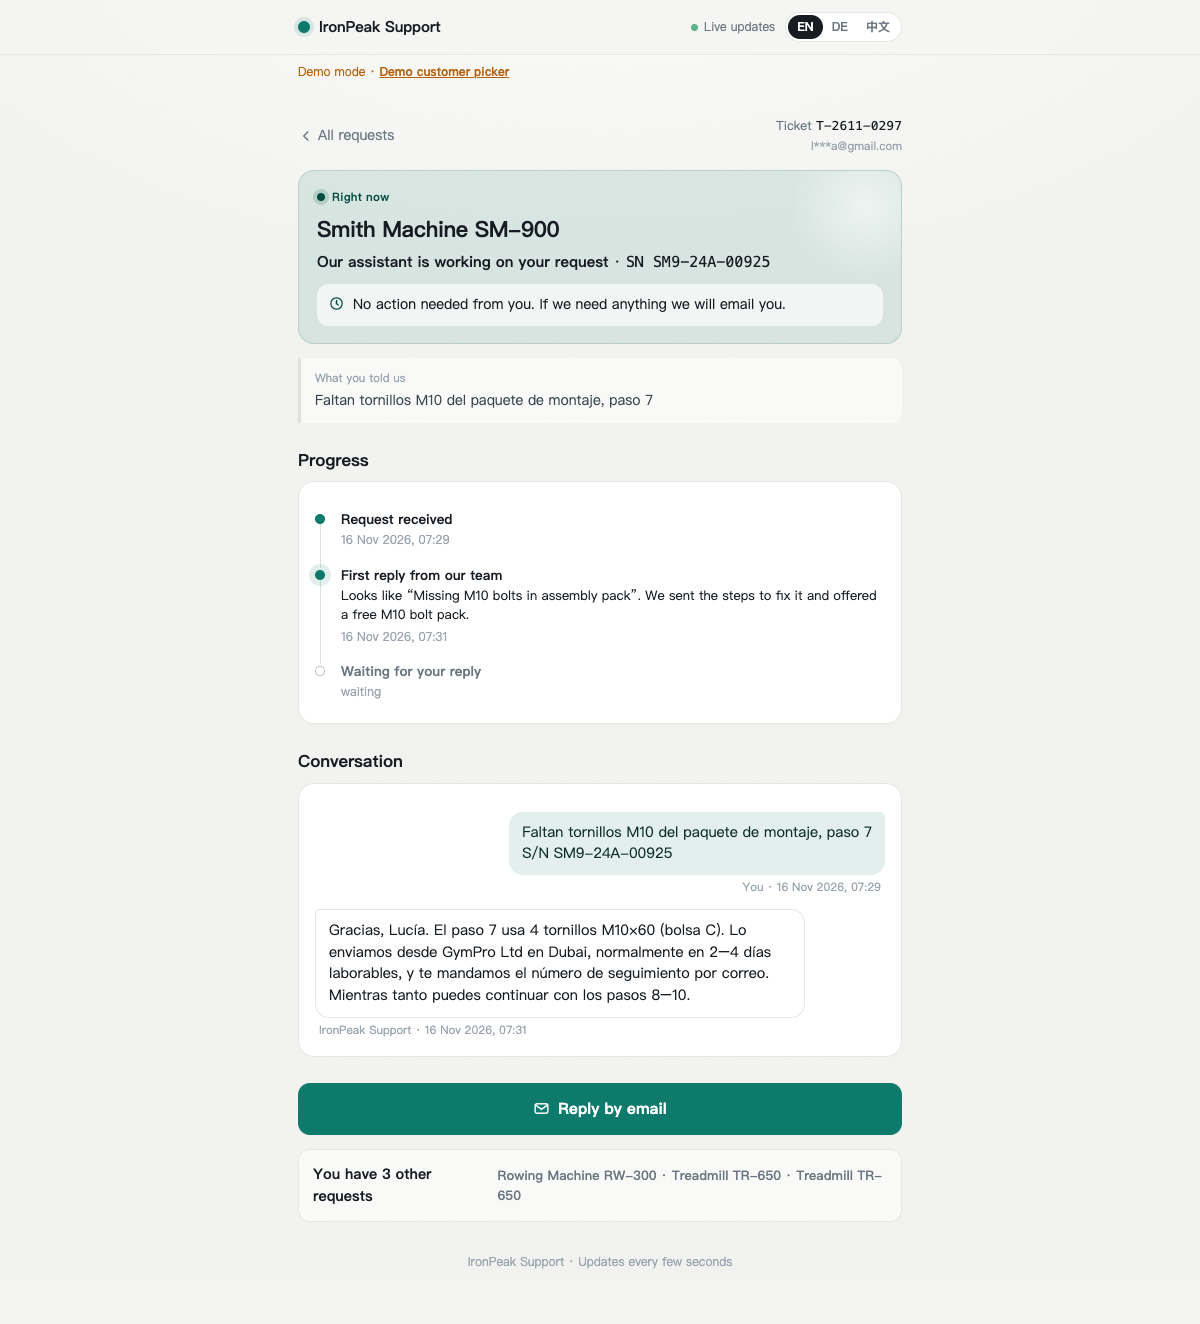 IronPeak Support
Live updates
EN DE 中文
Demo mode · Demo customer picker
All requests
Ticket T-2611-0297
l***a@gmail.com
Right now
Smith Machine SM-900
Our assistant is working on your request · SN SM9-24A-00925
No action needed from you. If we need anything we will email you.
What you told us
Faltan tornillos M10 del paquete de montaje, paso 7
Progress
Request received
16 Nov 2026, 07:29
First reply from our team
Looks like “Missing M10 bolts in assembly pack”. We sent the steps to fix it and offered
a free M10 bolt pack.
16 Nov 2026, 07:31
Waiting for your reply
waiting
Conversation
Faltan tornillos M10 del paquete de montaje, paso 7
S/N SM9-24A-00925
You · 16 Nov 2026, 07:29
Gracias, Lucía. El paso 7 usa 4 tornillos M10×60 (bolsa C). Lo
enviamos desde GymPro Ltd en Dubai, normalmente en 2–4 días
laborables, y te mandamos el número de seguimiento por correo.
Mientras tanto puedes continuar con los pasos 8–10.
IronPeak Support · 16 Nov 2026, 07:31
Reply by email
You have 3 other
requests
Rowing Machine RW-300 · Treadmill TR-650 · Treadmill TR-
650
IronPeak Support · Updates every few seconds